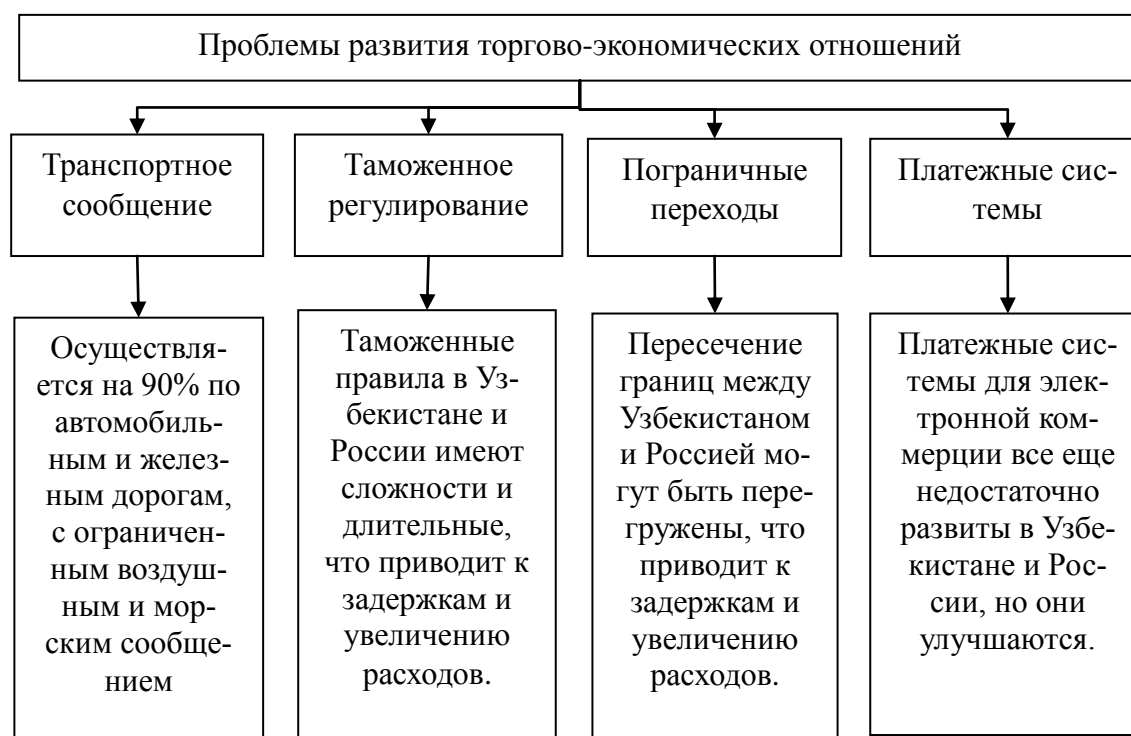 Проблемы развития торгово-экономических отношений
Транспортное
сообщение
Таможенное
регулирование
Пограничные
переходы
Платежные сис-
темы
Осуществля-
ется на 90% по
автомобиль-
ным и желез-
ным дорогам,
с ограничен-
ным воздуш-
ным и мор-
ским сообще-
нием
Таможенные
правила в Уз-
бекистане и
России имеют
сложности и
длительные,
что приводит к
задержкам и
увеличению
расходов.
Пересечение
границ между
Узбекистаном
и Россией мо-
гут быть пере-
гружены, что
приводит к
задержкам и
увеличению
расходов.
Платежные сис-
темы для элек-
тронной ком-
мерции все еще
недостаточно
развиты в Узбе-
кистане и Рос-
сии, но они
улучшаются.